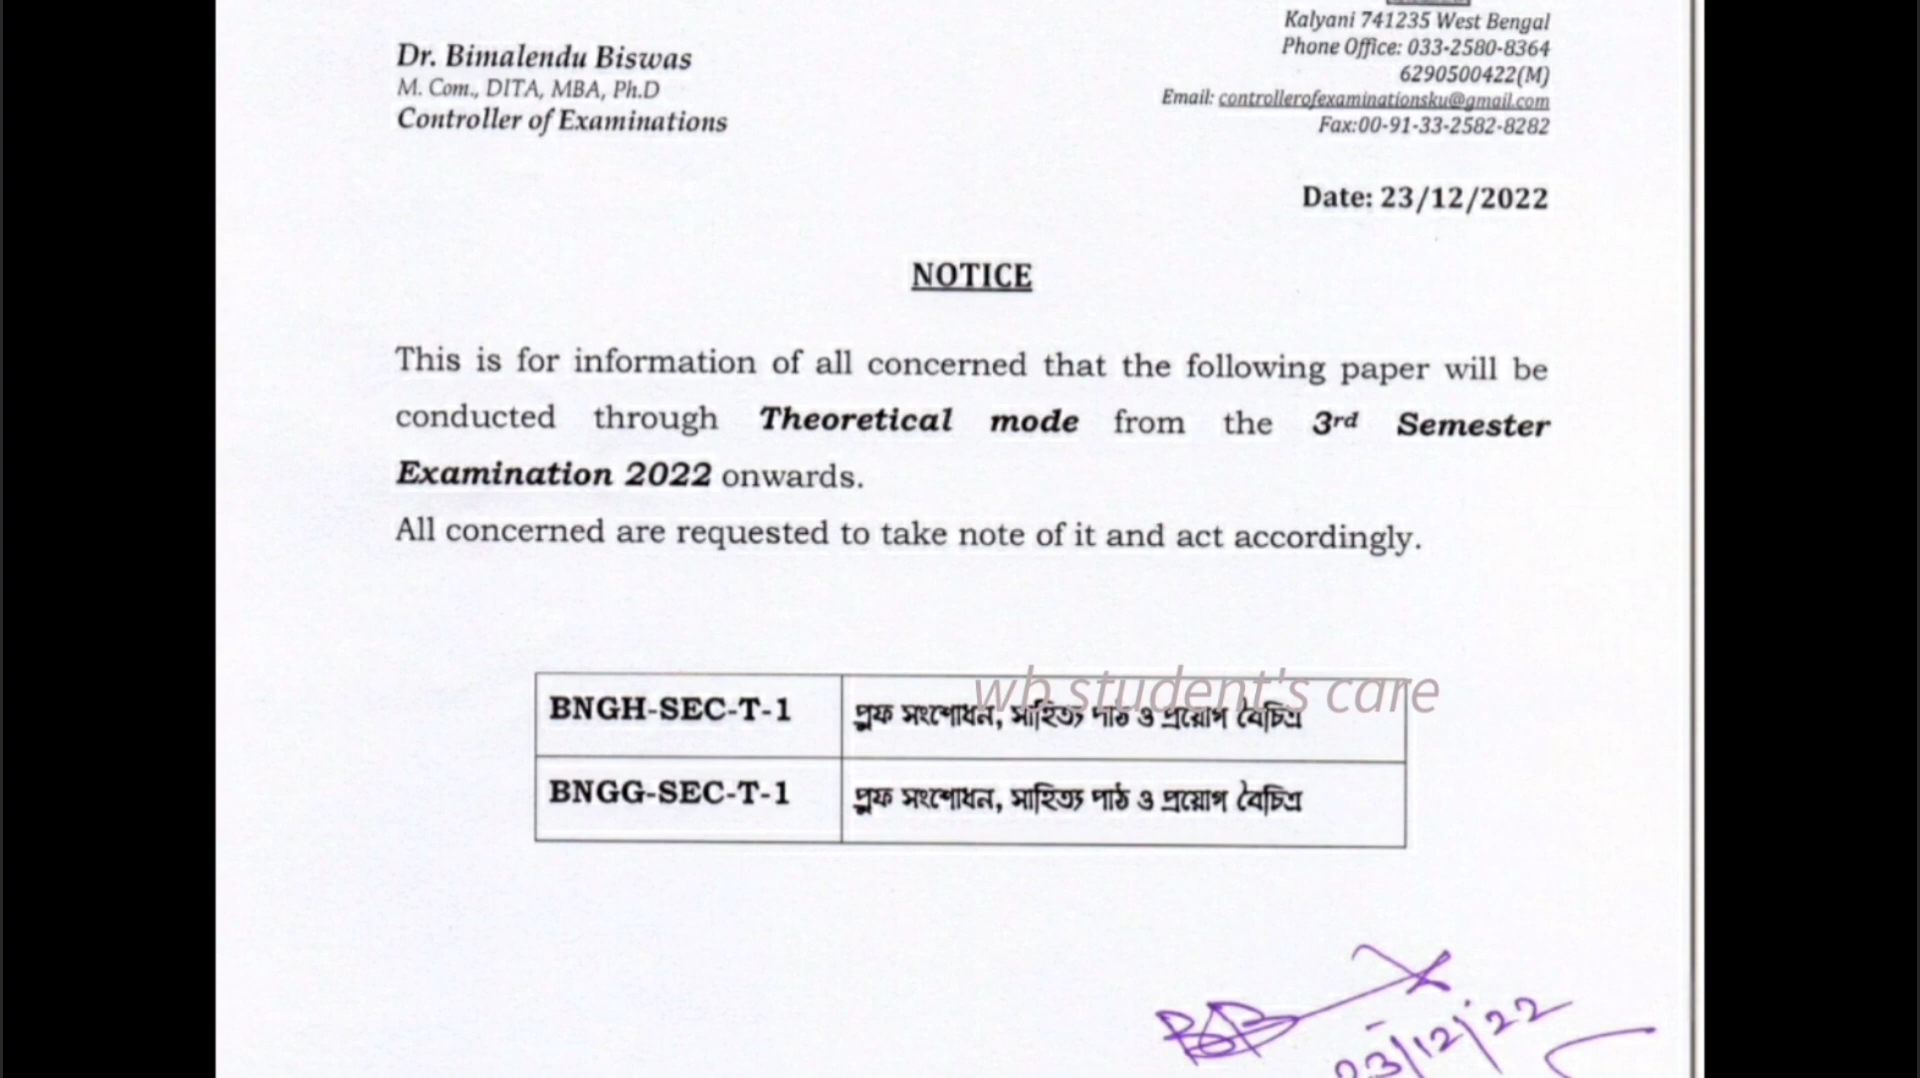 Dr. Bimalendu Biswas
M. Com., DITA, MBA, Ph.D
Controller of Examinations
Kalyani 741235 West Bengal
Phone Office: 033-2580-8364
6290500422(M)
Email: controllerofexaminationsku@gmail.com
Fax:00-91-33-2582-8282
Date: 23/12/2022
NOTICE
This is for information of all concerned that the following paper will be
conducted through Theoretical mode from the 3rd Semester
Examination 2022 onwards.
All concerned are requested to take note of it and act accordingly.
wb student's care
BNGH-SEC-T-1 প্রুফ সংশোধন, সাহিত্য পাঠ ও প্রয়োগ বৈচিত্র
BNGG-SEC-T-1 প্রুফ সংশোধন, সাহিত্য পাঠ ও প্রয়োগ বৈচিত্র
23/12/22